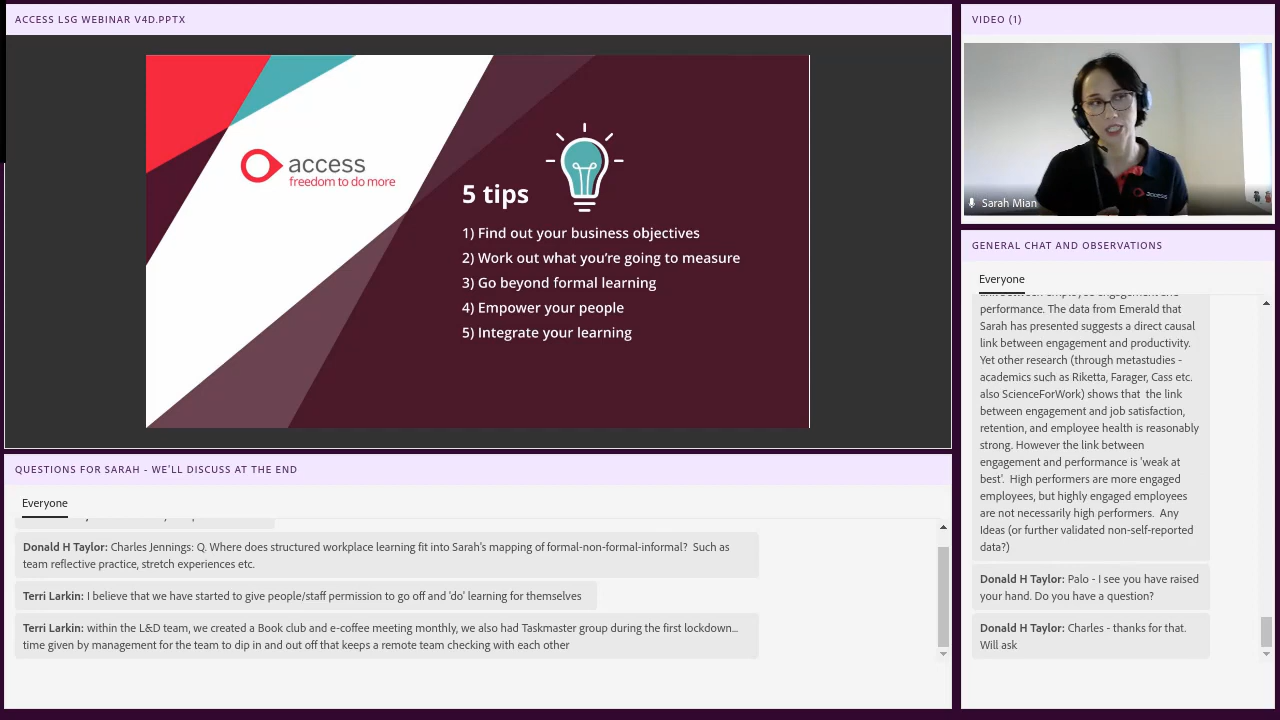 ACCESS LSG WEBINAR V4D.PPTX
access
freedom to do more
5 tips
1) Find out your business objectives
2) Work out what you're going to measure
3) Go beyond formal learning
4) Empower your people
5) Integrate your learning
QUESTIONS FOR SARAH - WE'LL DISCUSS AT THE END
Everyone
Donald H Taylor: Charles Jennings: Q. Where does structured workplace learning fit into Sarah's mapping of formal-non-formal-informal?  Such as
team reflective practice, stretch experiences etc.
Terri Larkin: I believe that we have started to give people/staff permission to go off and 'do' learning for themselves
Terri Larkin: within the L&D team, we created a Book club and e-coffee meeting monthly, we also had Taskmaster group during the first lockdown...
time given by management for the team to dip in and out off that keeps a remote team checking with each other
VIDEO (1)
access
Sarah Mian
GENERAL CHAT AND OBSERVATIONS
Everyone
performance. The data from Emerald that
Sarah has presented suggests a direct causal
link between engagement and productivity.
Yet other research (through metastudies -
academics such as Riketta, Farager, Cass etc.
also ScienceForWork) shows that  the link
between engagement and job satisfaction,
retention, and employee health is reasonably
strong. However the link between
engagement and performance is 'weak at
best'.  High performers are more engaged
employees, but highly engaged employees
are not necessarily high performers.  Any
Ideas (or further validated non-self-reported
data?)
Donald H Taylor: Palo - I see you have raised
your hand. Do you have a question?
Donald H Taylor: Charles - thanks for that.
Will ask